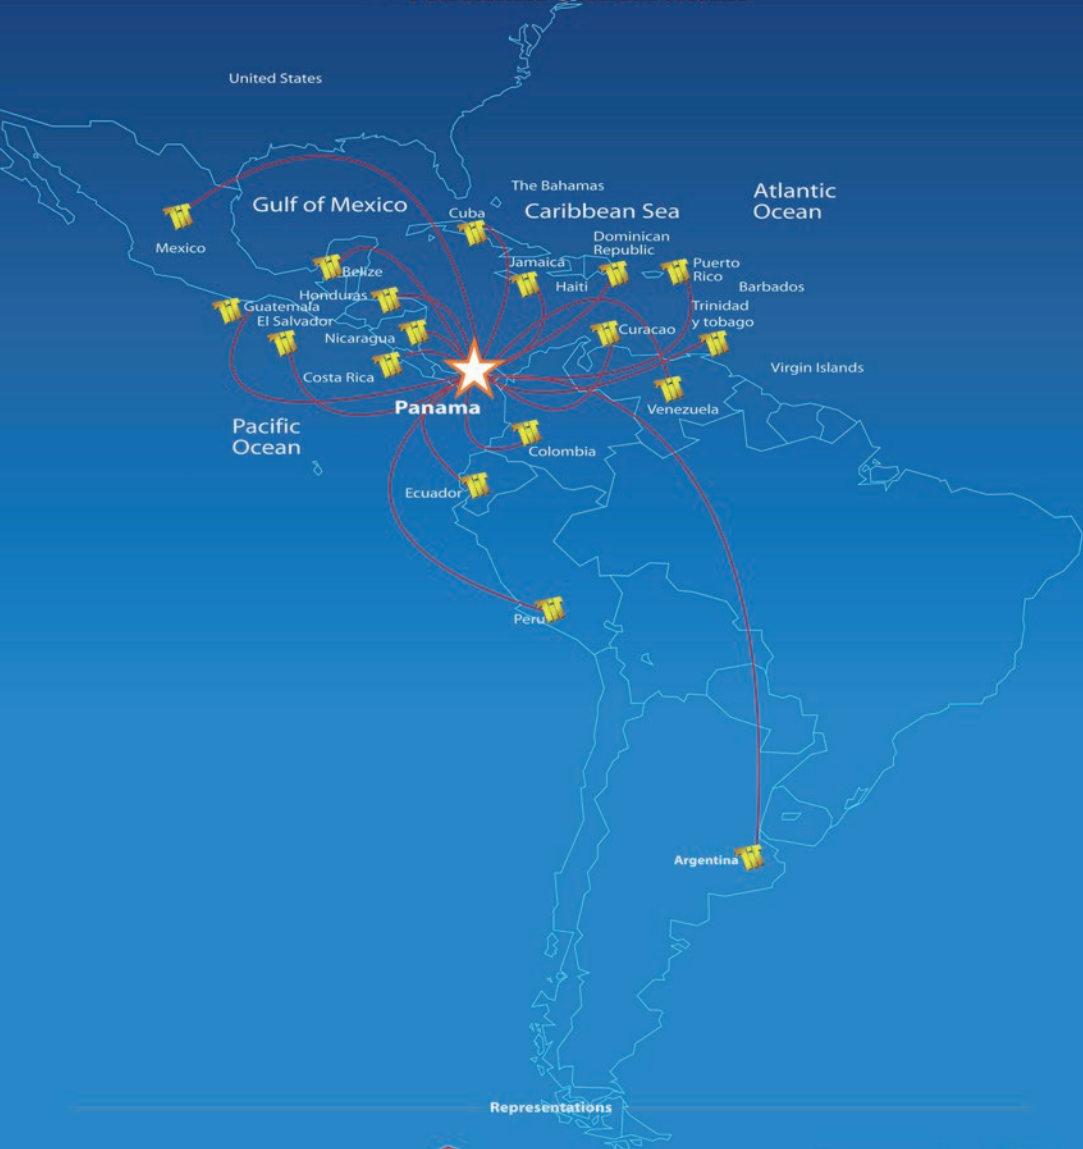 United States
The Bahamas
Atlantic
Ocean
Gulf of Mexico
Caribbean Sea
Cuba
Mexico
Dominican
Republic
Jamaica
Haiti
Puerto
Rico
Belize
Barbados
Honduras
Guatemala
El Salvador
Trinidad
y tobago
Nicaragua
Curacao
Costa Rica
Virgin Islands
Panama
Venezuela
Pacific
Ocean
Colombia
Ecuador
Peru
Argentina
Representations